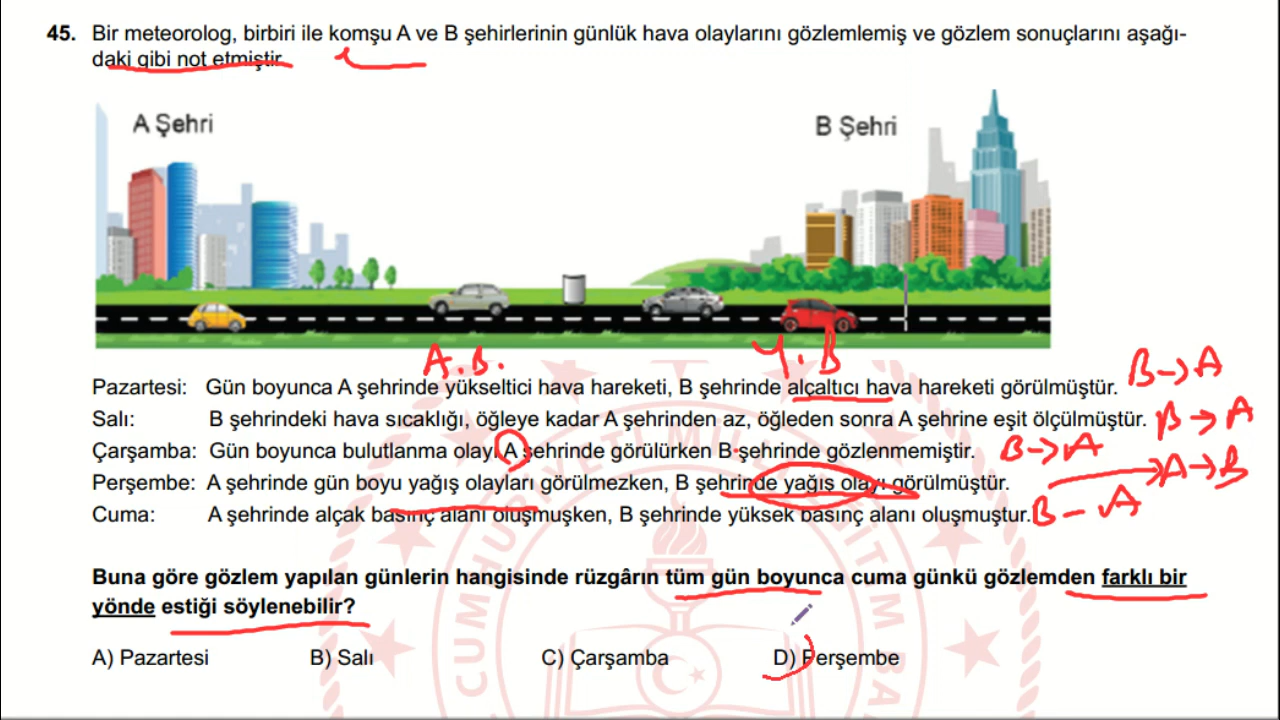 45. Bir meteorolog, birbiri ile komşu A ve B şehirlerinin günlük hava olaylarını gözlemlemiş ve gözlem sonuçlarını aşağı-
daki gibi not etmiştir.
A Şehri
B Şehri
A.B. Y.B
Pazartesi: Gün boyunca A şehrinde yükseltici hava hareketi, B şehrinde alçaltıcı hava hareketi görülmüştür. B→A
Salı: B şehrindeki hava sıcaklığı, öğleye kadar A şehrinden az, öğleden sonra A şehrine eşit ölçülmüştür. B→A
Çarşamba: Gün boyunca bulutlanma olayı A şehrinde görülürken B şehrinde gözlenmemiştir. B→A
Perşembe: A şehrinde gün boyu yağış olayları görülmezken, B şehrinde yağış olayı görülmüştür. →A→B
Cuma: A şehrinde alçak basınç alanı oluşmuşken, B şehrinde yüksek basınç alanı oluşmuştur. B→A
Buna göre gözlem yapılan günlerin hangisinde rüzgârın tüm gün boyunca cuma günkü gözlemden farklı bir
yönde estiği söylenebilir?
A) Pazartesi B) Salı C) Çarşamba D) Perşembe